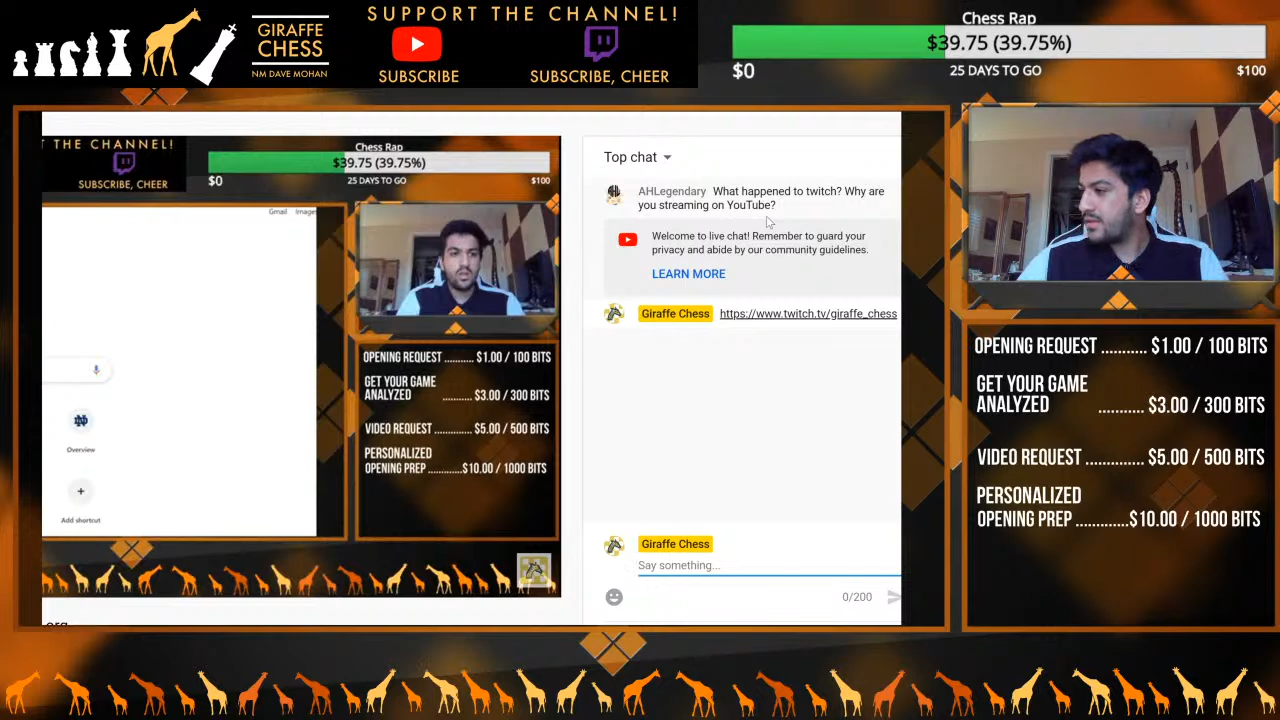 GIRAFFE
CHESS
NM DAVE MOHAN
SUPPORT THE CHANNEL!
SUBSCRIBE
SUBSCRIBE, CHEER
Chess Rap
$39.75 (39.75%)
$0
25 DAYS TO GO
$100
T THE CHANNEL!
SUBSCRIBE, CHEER
Chess Rap
$39.75 (39.75%)
$0
25 DAYS TO GO
$100
Gmail Images
Overview
Add shortcut
OPENING REQUEST ......... $1.00 / 100 BITS
GET YOUR GAME
ANALYZED ......... $3.00 / 300 BITS
VIDEO REQUEST ............. $5.00 / 500 BITS
PERSONALIZED
OPENING PREP ............$10.00 / 1000 BITS
Top chat
AHLegendary What happened to twitch? Why are
you streaming on YouTube?
Welcome to live chat! Remember to guard your
privacy and abide by our community guidelines.
LEARN MORE
Giraffe Chess https://www.twitch.tv/giraffe_chess
Giraffe Chess
Say something...
0/200
OPENING REQUEST .......... $1.00 / 100 BITS
GET YOUR GAME
ANALYZED .......... $3.00 / 300 BITS
VIDEO REQUEST .............. $5.00 / 500 BITS
PERSONALIZED
OPENING PREP ............$10.00 / 1000 BITS